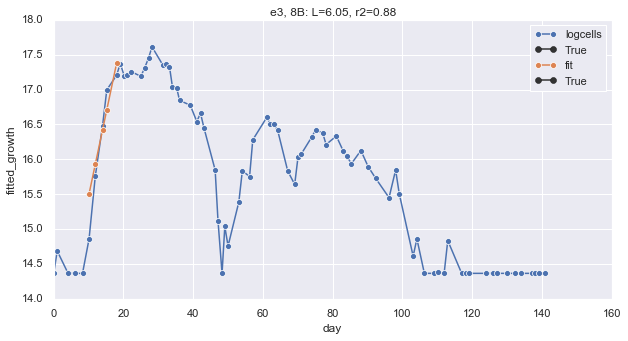 e3, 8B: L=6.05, r2=0.88
18.0
17.5
17.0
16.5
16.0
15.5
15.0
14.5
14.0
fitted_growth
logcells
True
fit
True
0 20 40 60 80 100 120 140 160
day